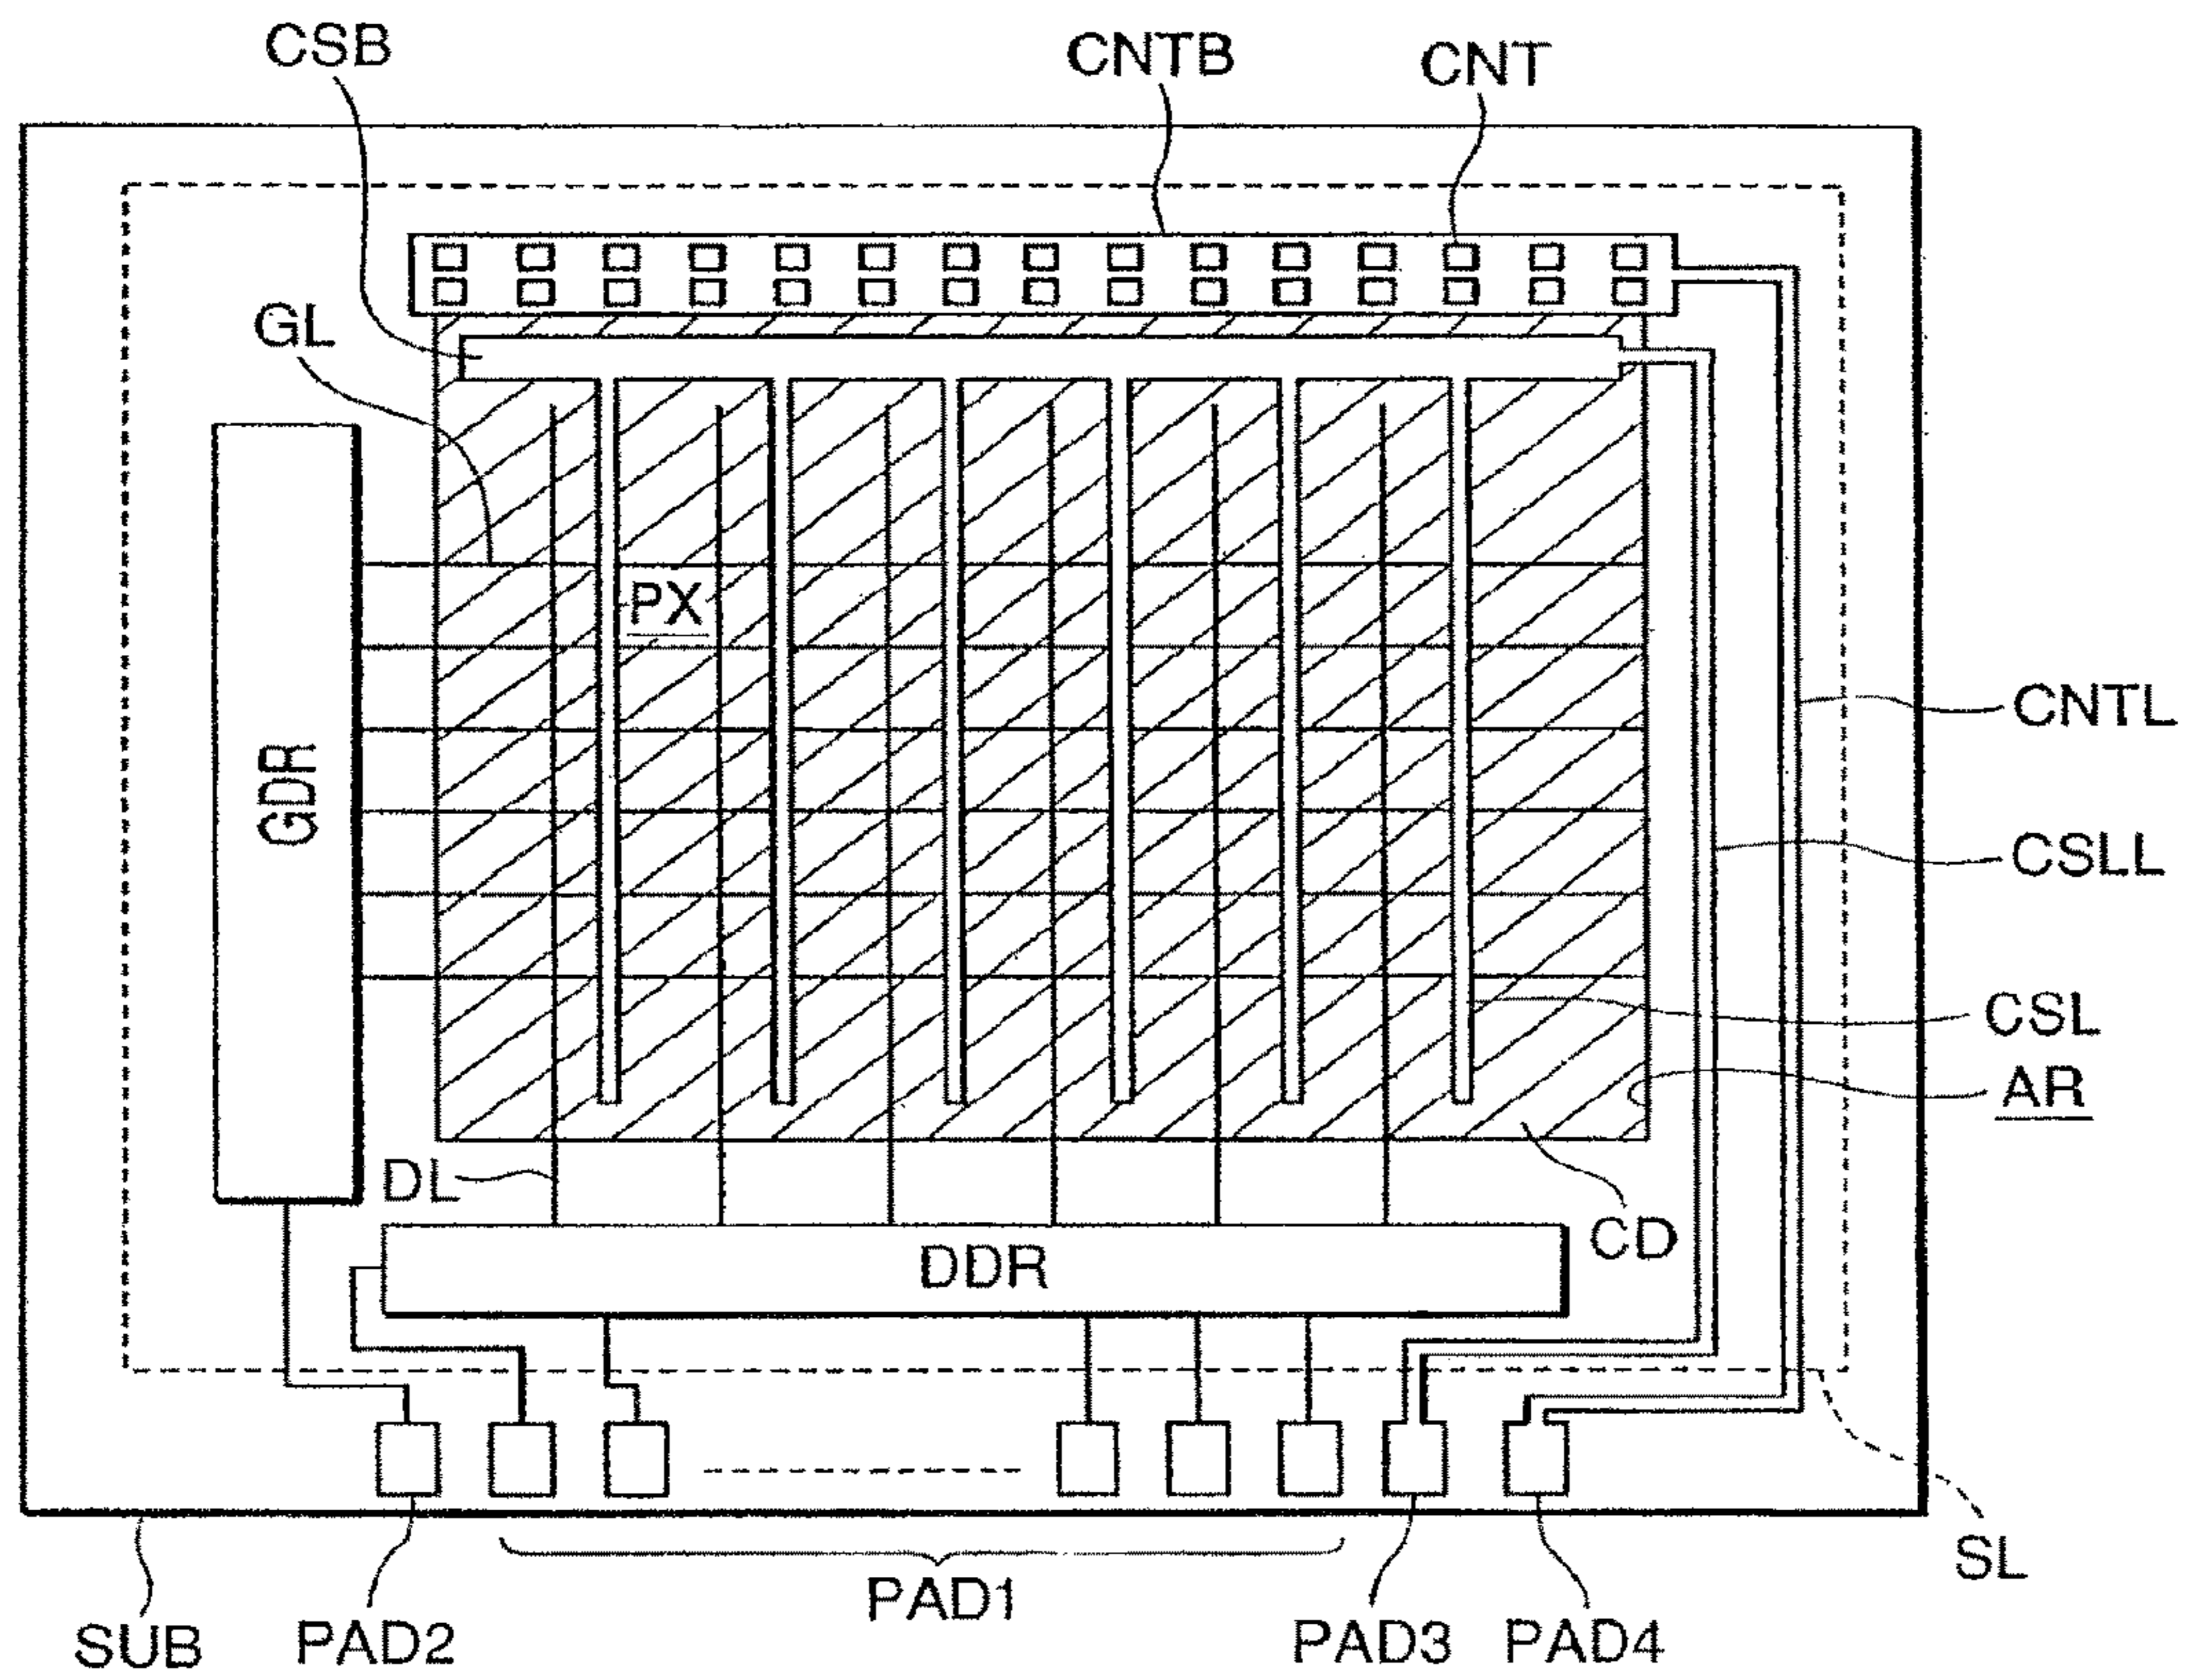 CSB
CNTB
CNT
GL
PX
GDR
CNTL
CSLL
CSL
AR
DL
CD
DDR
SL
PAD1
SUB
PAD2
PAD3
PAD4